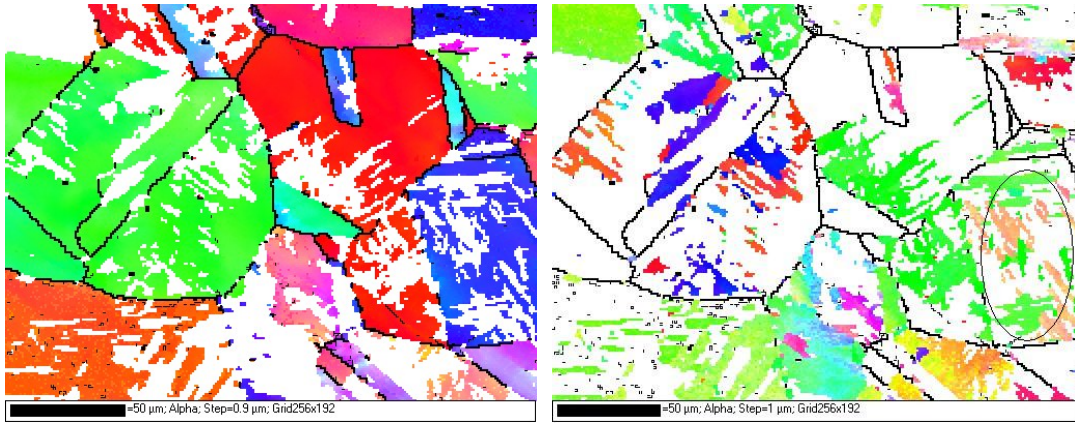 =50 µm; Alpha; Step=0.9 µm; Grid256x192
=50 µm; Alpha; Step=1 µm; Grid256x192